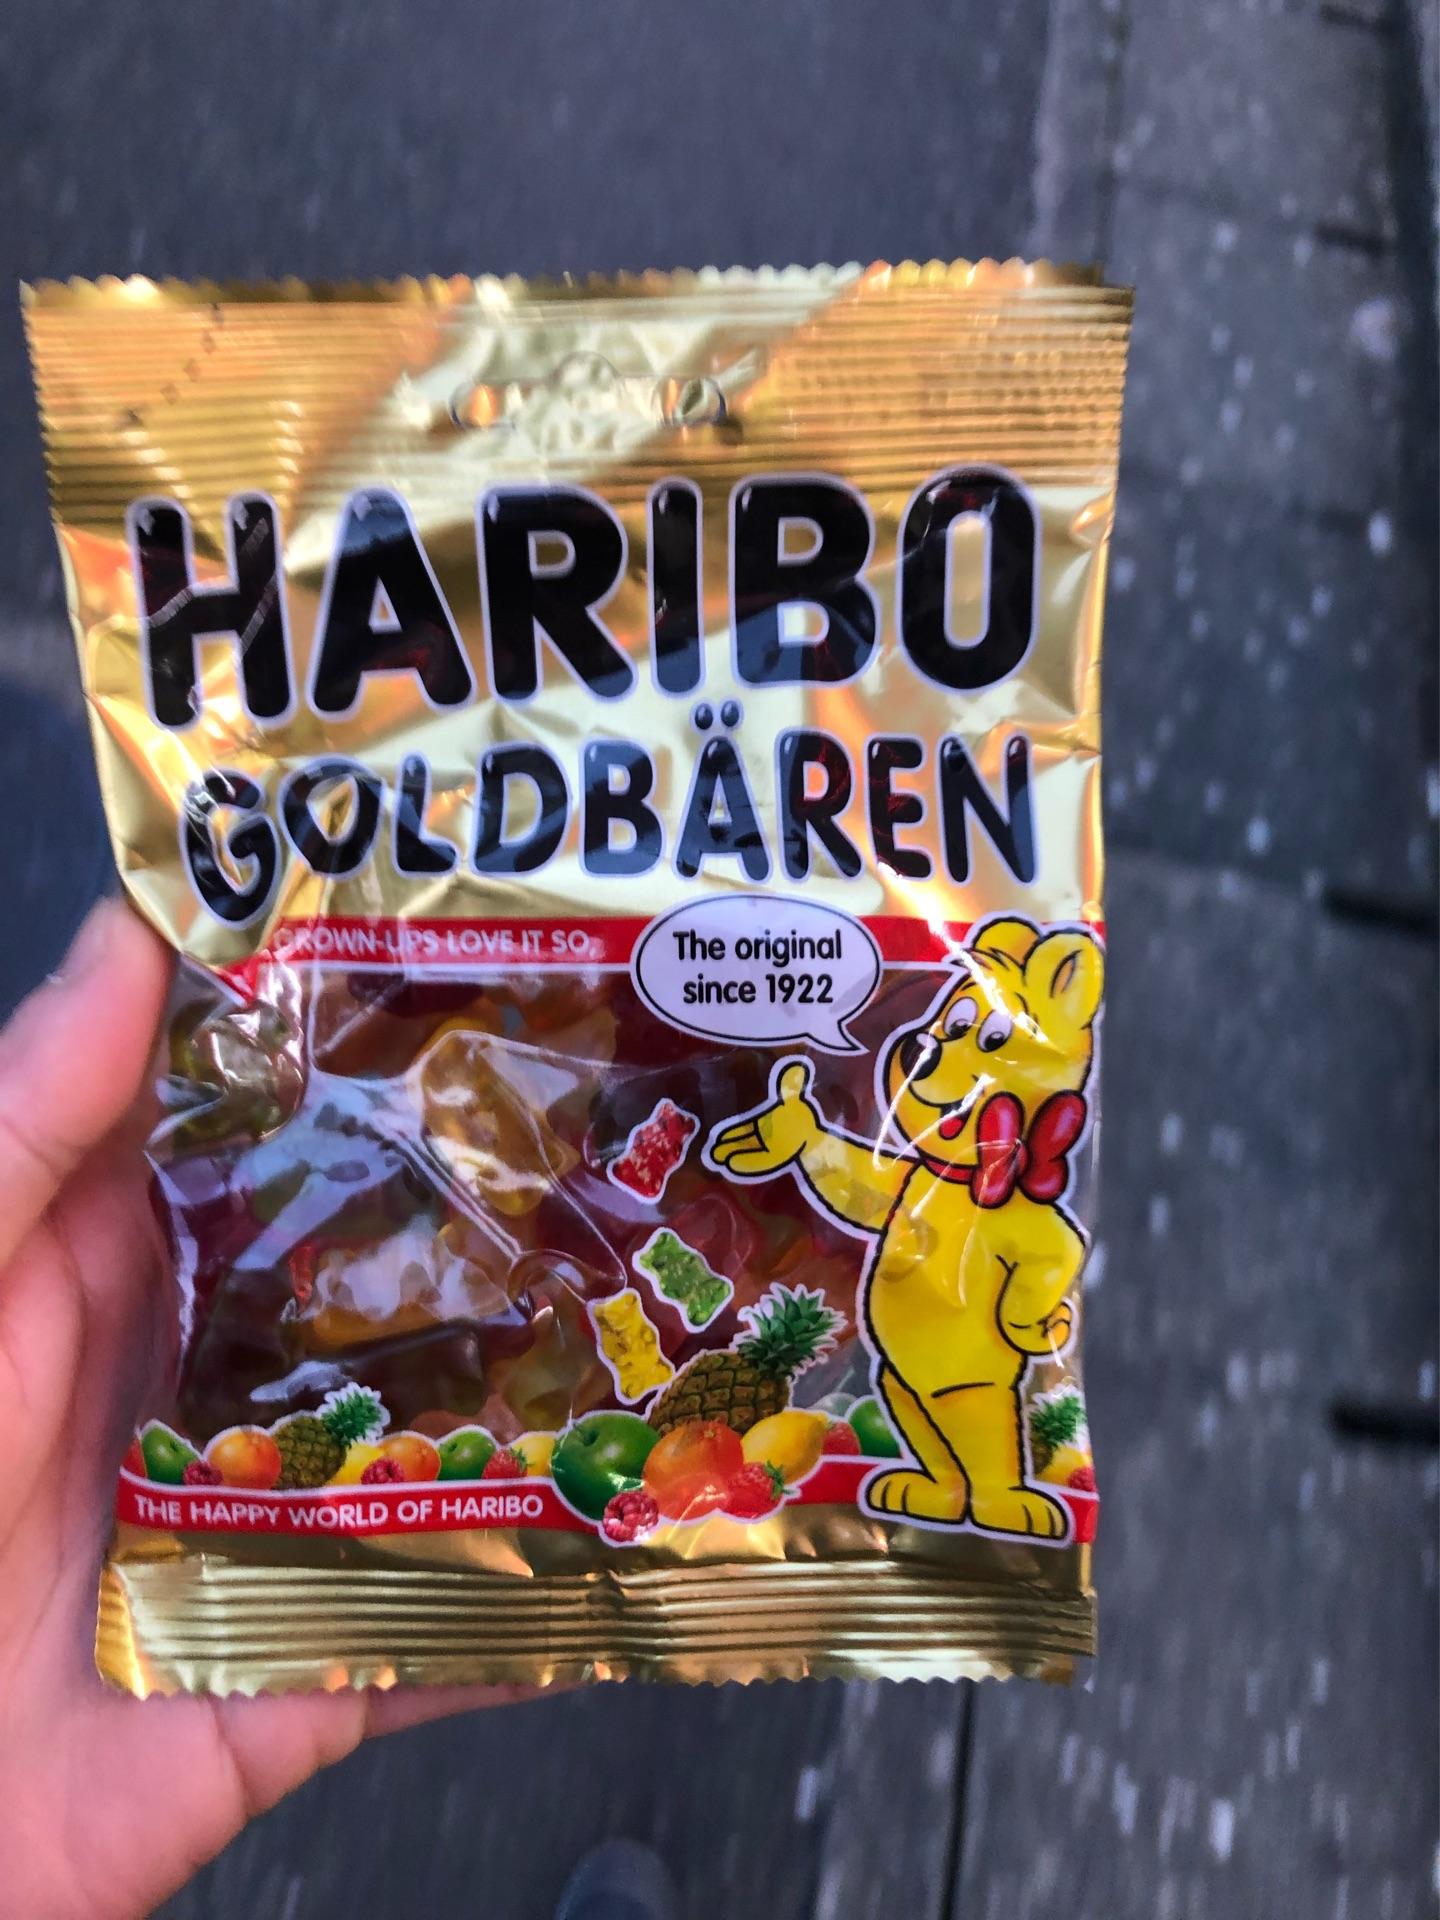 HARIBO
GOLDBÄREN
GROWN-UPS LOVE IT SO,
The original
since 1922
THE HAPPY WORLD OF HARIBO